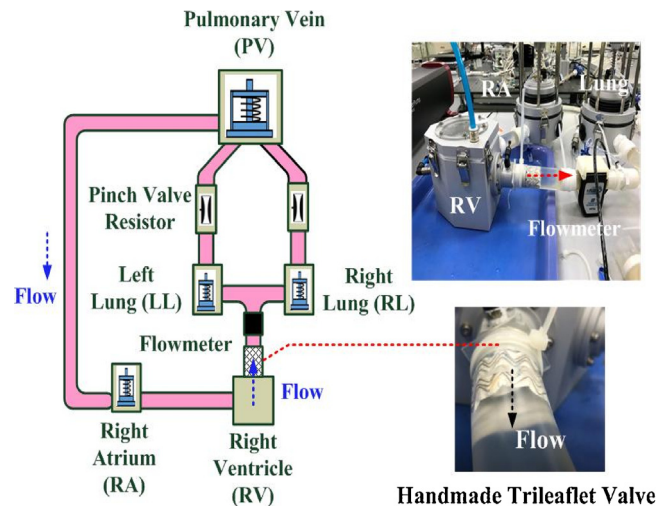 Pulmonary Vein
(PV)
Pinch Valve
Resistor
Flow
Left
Lung (LL)
Right
Lung (RL)
Flowmeter
Flow
Right
Atrium
(RA)
Right
Ventricle
(RV)
RA
Lung
RV
Flowmeter
Flow
Handmade Trileaflet Valve